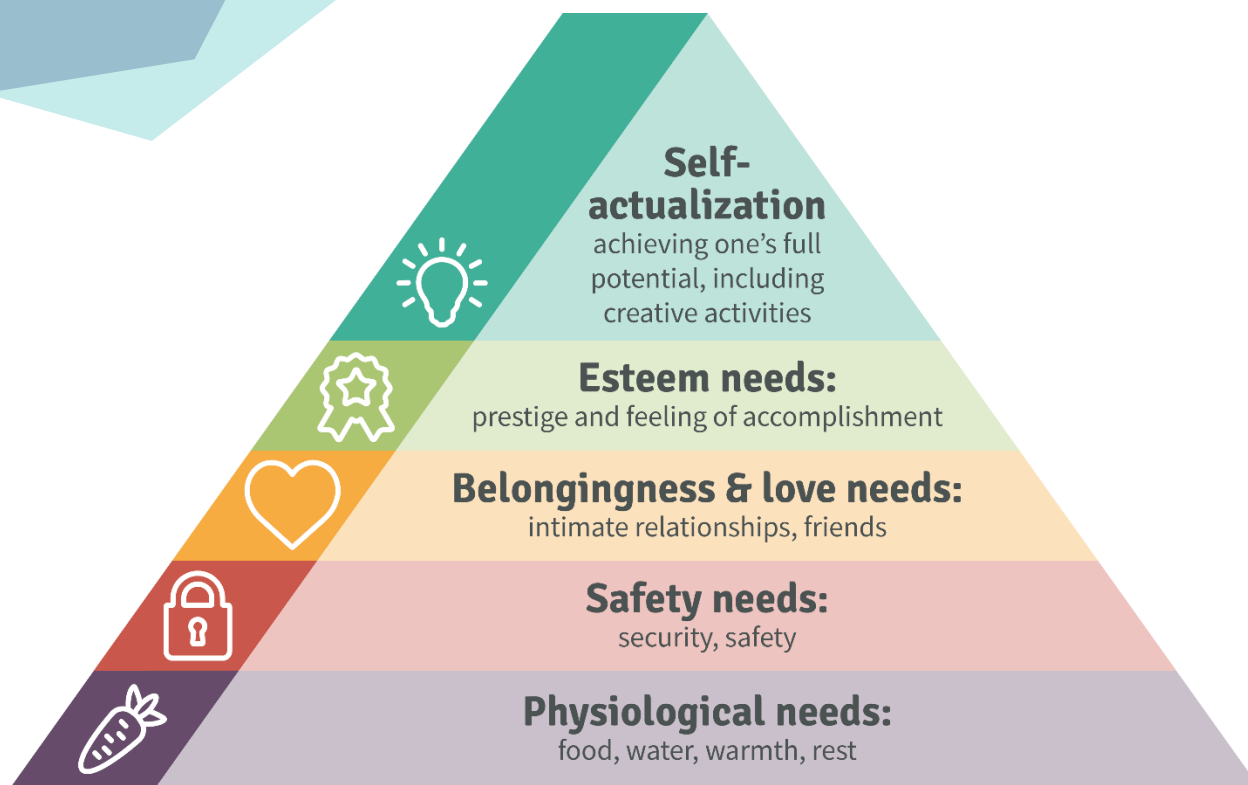 Self-
actualization
achieving one’s full
potential, including
creative activities
Esteem needs:
prestige and feeling of accomplishment
Belongingness & love needs:
intimate relationships, friends
Safety needs:
security, safety
Physiological needs:
food, water, warmth, rest